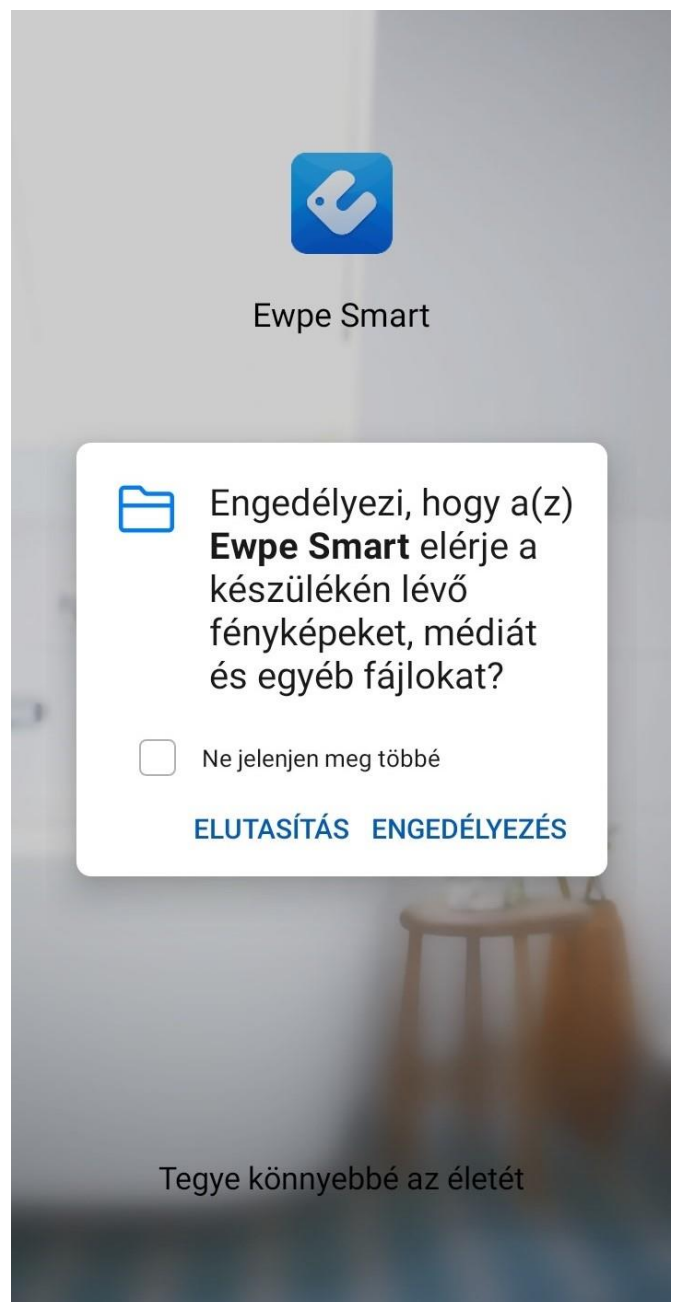 Ewpe Smart
Engedélyezi, hogy a(z)
Ewpe Smart elérje a
készülékén lévő
fényképeket, médiát
és egyéb fájlokat?
Ne jelenjen meg többé
ELUTASÍTÁS ENGEDÉLYEZÉS
Tegye könnyebbé az életét